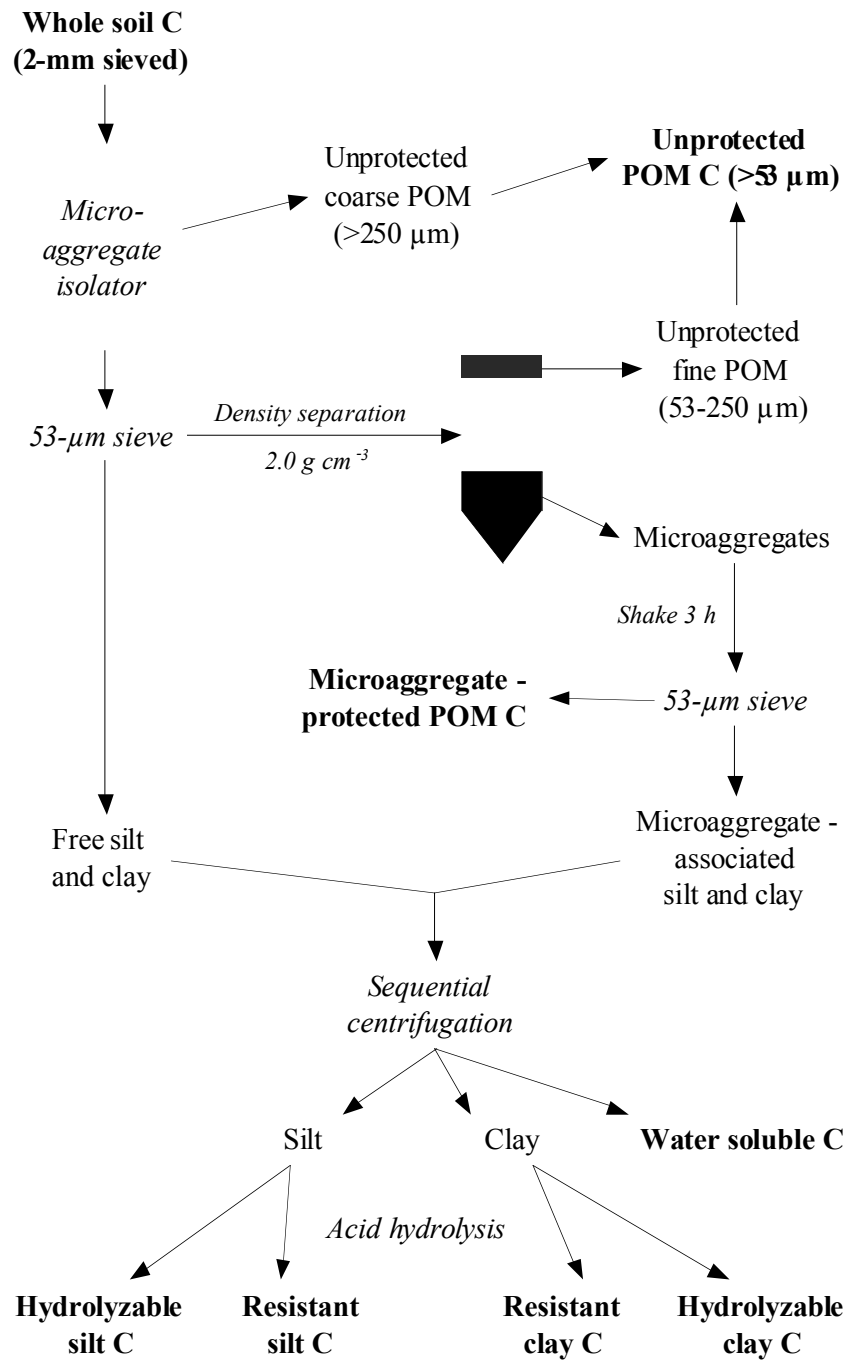 Whole soil C
(2-mm sieved)
Micro-
aggregate
isolator
Unprotected
coarse POM
(>250 µm)
Unprotected
POM C (>53 µm)
Unprotected
fine POM
(53-250 µm)
53-µm sieve
Density separation
2.0 g cm -3
Microaggregates
Shake 3 h
Microaggregate -
protected POM C
53-µm sieve
Free silt
and clay
Microaggregate -
associated
silt and clay
Sequential
centrifugation
Silt
Clay
Water soluble C
Acid hydrolysis
Hydrolyzable
silt C
Resistant
silt C
Resistant
clay C
Hydrolyzable
clay C